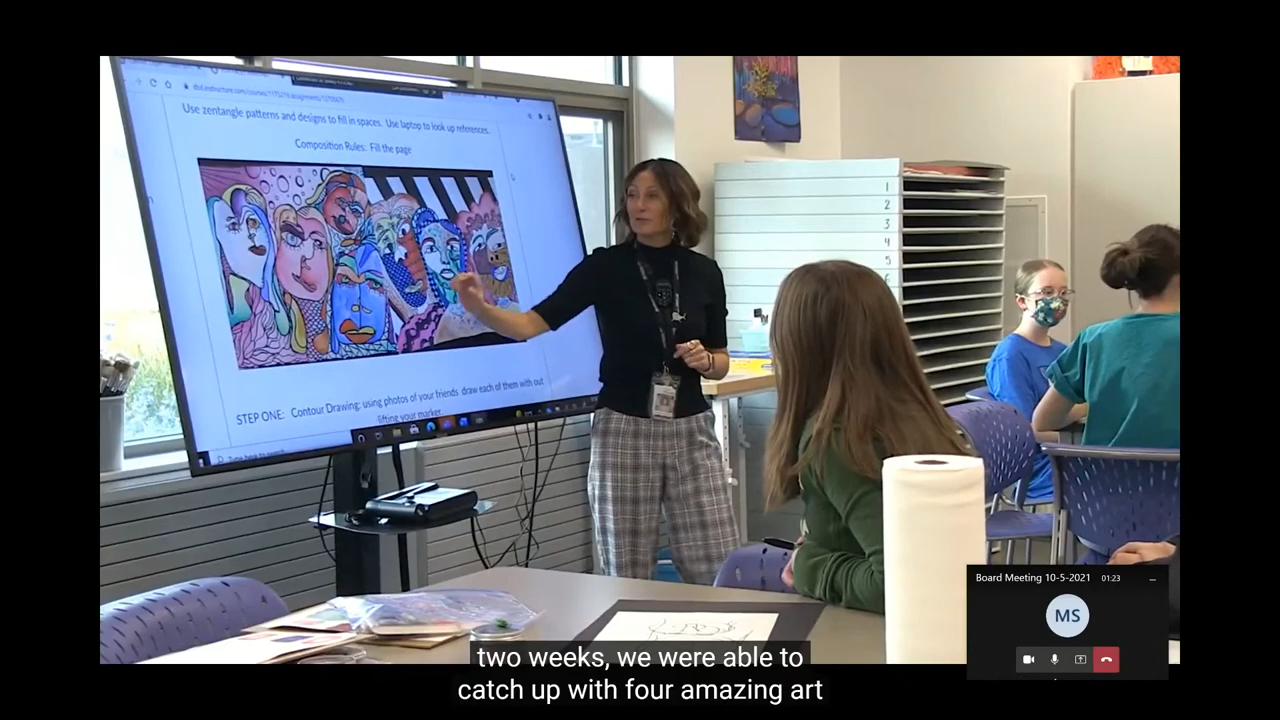 Use zentangle patterns and designs to fill in spaces. Use laptop to look up references.
Composition Rules: Fill the page
STEP ONE: Contour Drawing: using photos of your friends draw each of them with out
lifting your marker.
1
2
3
4
5
Board Meeting 10-5-2021 01:23
MS
two weeks, we were able to
catch up with four amazing art